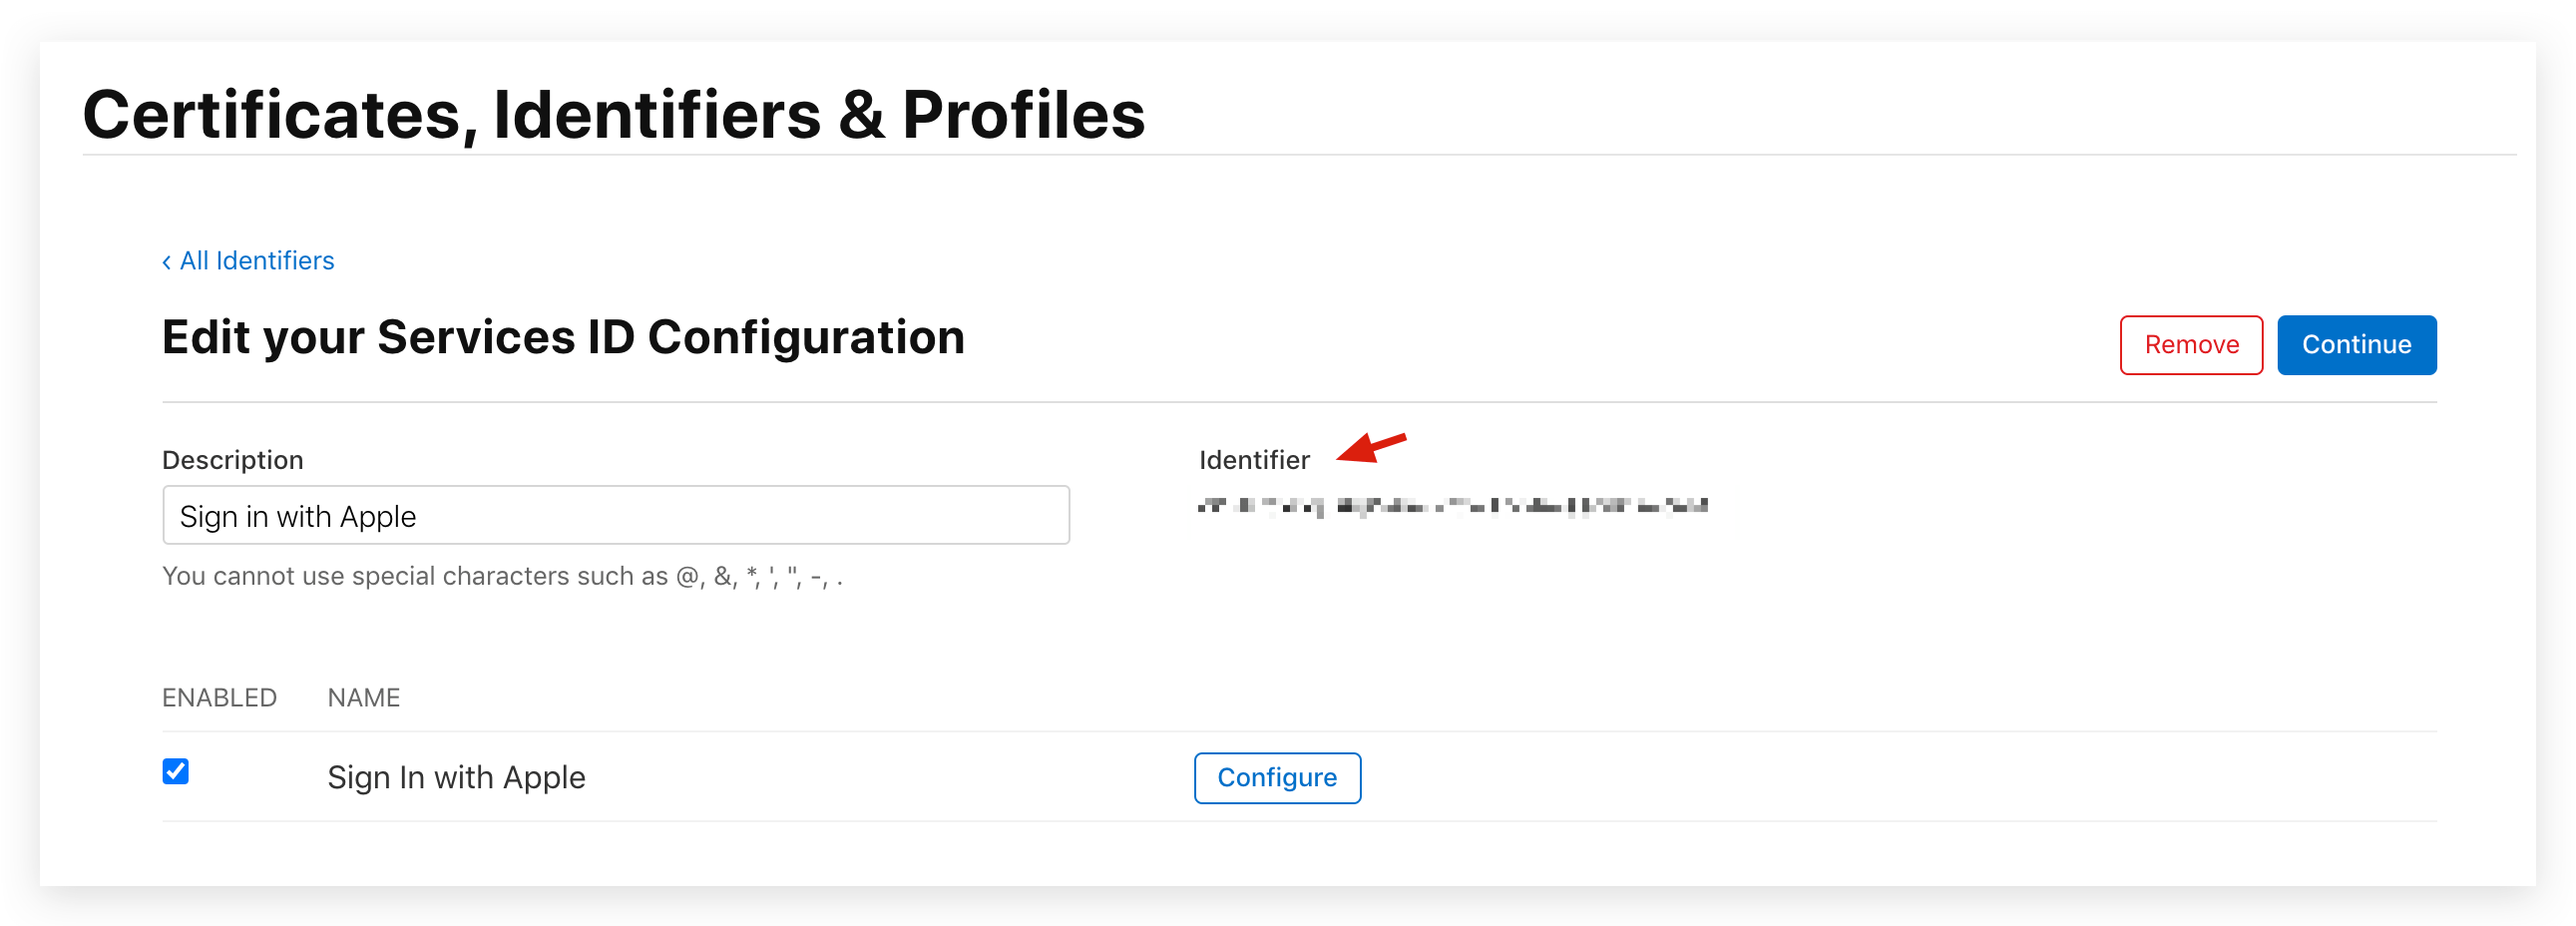 Certificates, Identifiers & Profiles
‹ All Identifiers
Edit your Services ID Configuration
Remove
Continue
Description
Identifier
Sign in with Apple
You cannot use special characters such as @, &, *, ', ", -, .
ENABLED
NAME
Sign In with Apple
Configure